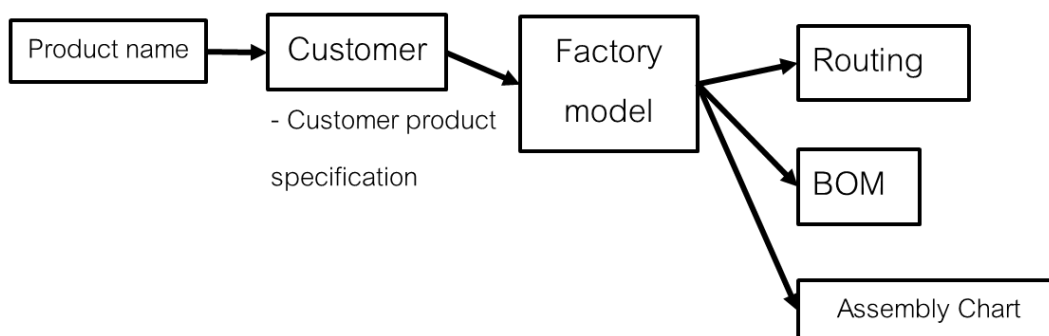 Product name
Customer
- Customer product
specification
Factory
model
Routing
BOM
Assembly Chart